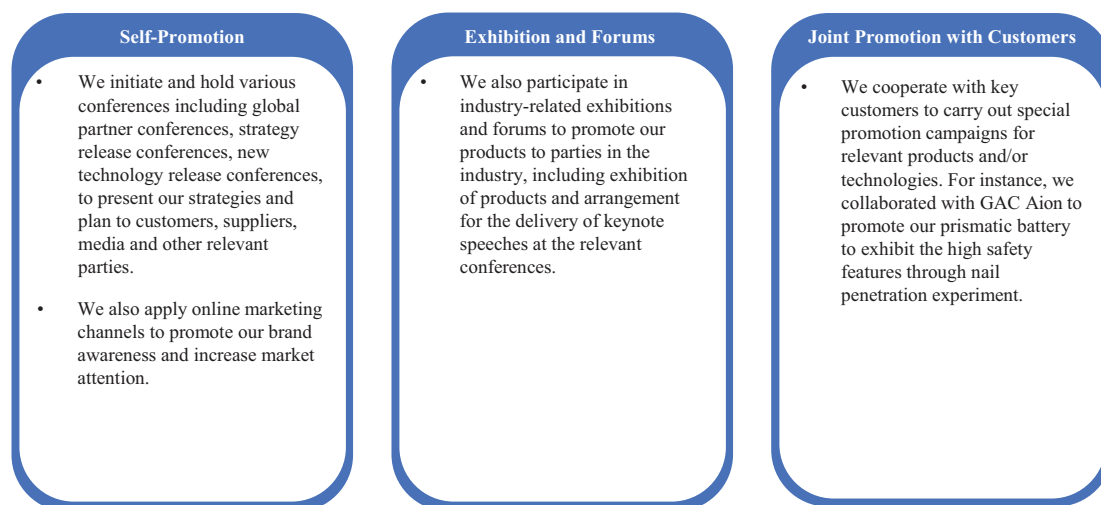 Self-Promotion
• We initiate and hold various
conferences including global
partner conferences, strategy
release conferences, new
technology release conferences,
to present our strategies and
plan to customers, suppliers,
media and other relevant
parties.
• We also apply online marketing
channels to promote our brand
awareness and increase market
attention.
Exhibition and Forums
• We also participate in
industry-related exhibitions
and forums to promote our
products to parties in the
industry, including exhibition
of products and arrangement
for the delivery of keynote
speeches at the relevant
conferences.
Joint Promotion with Customers
• We cooperate with key
customers to carry out special
promotion campaigns for
relevant products and/or
technologies. For instance, we
collaborated with GAC Aion to
promote our prismatic battery
to exhibit the high safety
features through nail
penetration experiment.